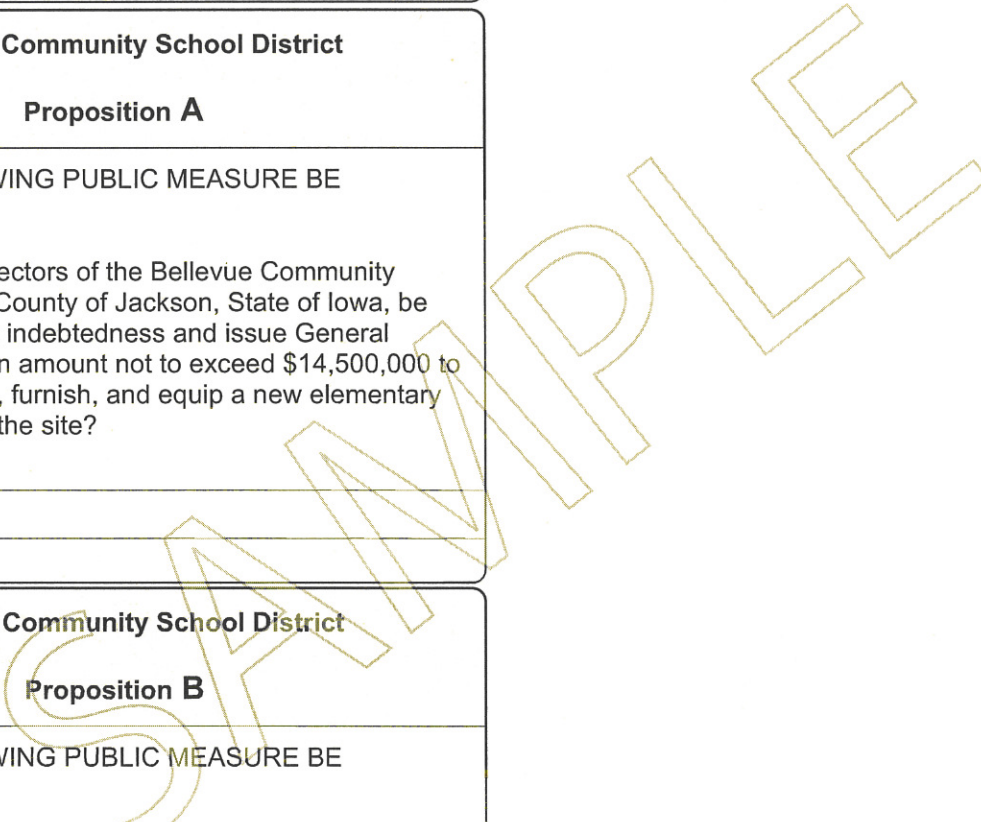 Community School District
Proposition A
WING PUBLIC MEASURE BE
ectors of the Bellevue Community
County of Jackson, State of Iowa, be
indebtedness and issue General
n amount not to exceed $14,500,000 to
, furnish, and equip a new elementary
the site?
Community School District
Proposition B
WING PUBLIC MEASURE BE
SAMPLE